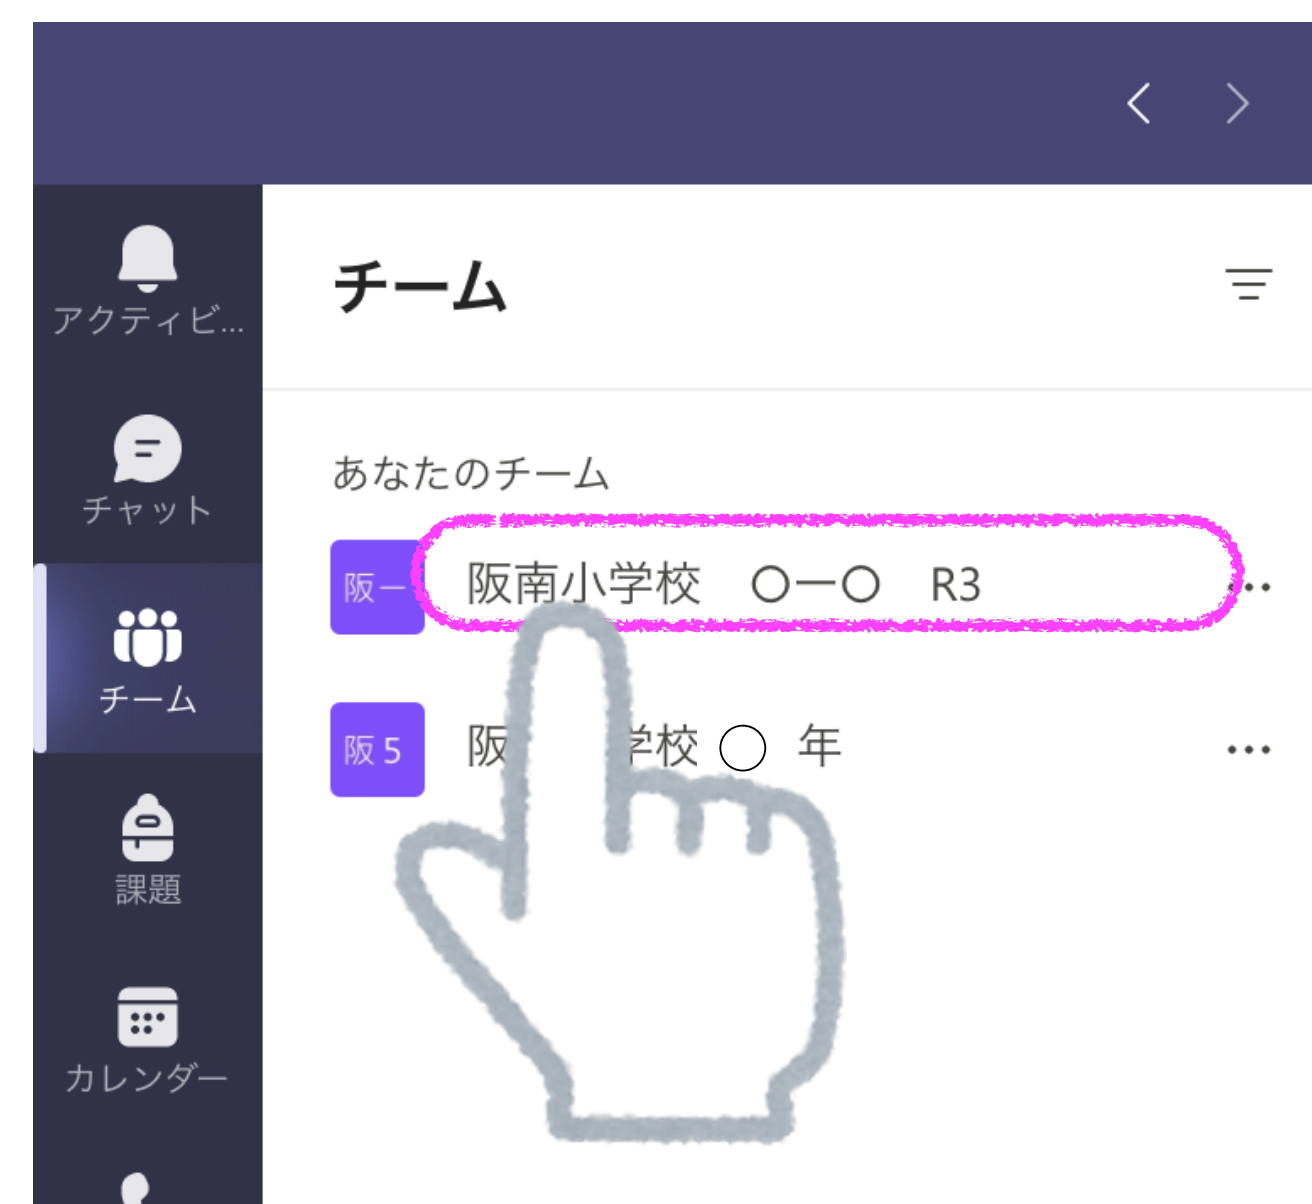 アクティビ...
チャット
チーム
課題
カレンダー
チーム
あなたのチーム
阪一
阪南小学校　〇一〇　R3
阪5
阪 学校 〇 年